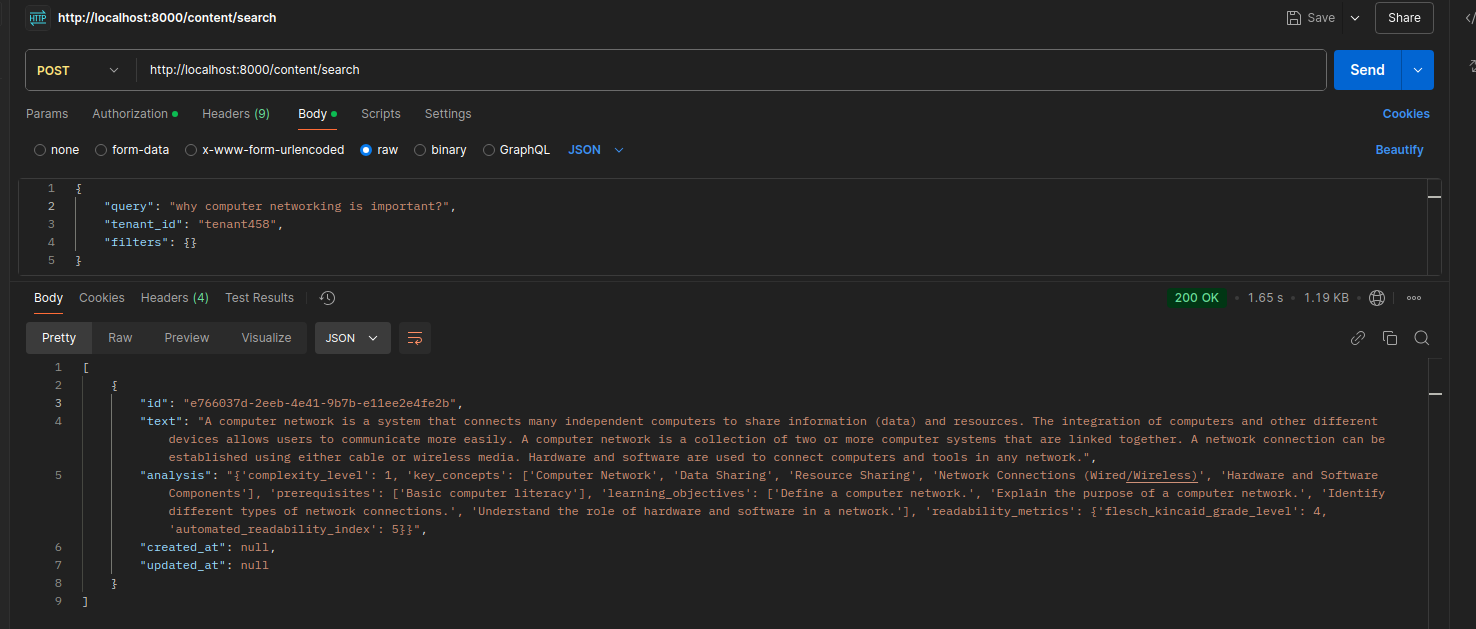 HTTP http://localhost:8000/content/search Save Share
POST http://localhost:8000/content/search Send
Params Authorization Headers (9) Body Scripts Settings Cookies
none form-data x-www-form-urlencoded raw binary GraphQL JSON Beautify
1 {
2 "query": "why computer networking is important?",
3 "tenant_id": "tenant458",
4 "filters": {}
5 }
Body Cookies Headers (4) Test Results 200 OK • 1.65 s • 1.19 KB •
Pretty Raw Preview Visualize JSON
1 [
2 {
3 "id": "e766037d-2eeb-4e41-9b7b-e11ee2e4fe2b",
4 "text": "A computer network is a system that connects many independent computers to share information (data) and resources. The integration of computers and other different
devices allows users to communicate more easily. A computer network is a collection of two or more computer systems that are linked together. A network connection can be
established using either cable or wireless media. Hardware and software are used to connect computers and tools in any network.",
5 "analysis": "{'complexity_level': 1, 'key_concepts': ['Computer Network', 'Data Sharing', 'Resource Sharing', 'Network Connections (Wired/Wireless)', 'Hardware and Software
Components'], 'prerequisites': ['Basic computer literacy'], 'learning_objectives': ['Define a computer network.', 'Explain the purpose of a computer network.', 'Identify
different types of network connections.', 'Understand the role of hardware and software in a network.'], 'readability_metrics': {'flesch_kincaid_grade_level': 4,
'automated_readability_index': 5}}",
6 "created_at": null,
7 "updated_at": null
8 }
9 ]